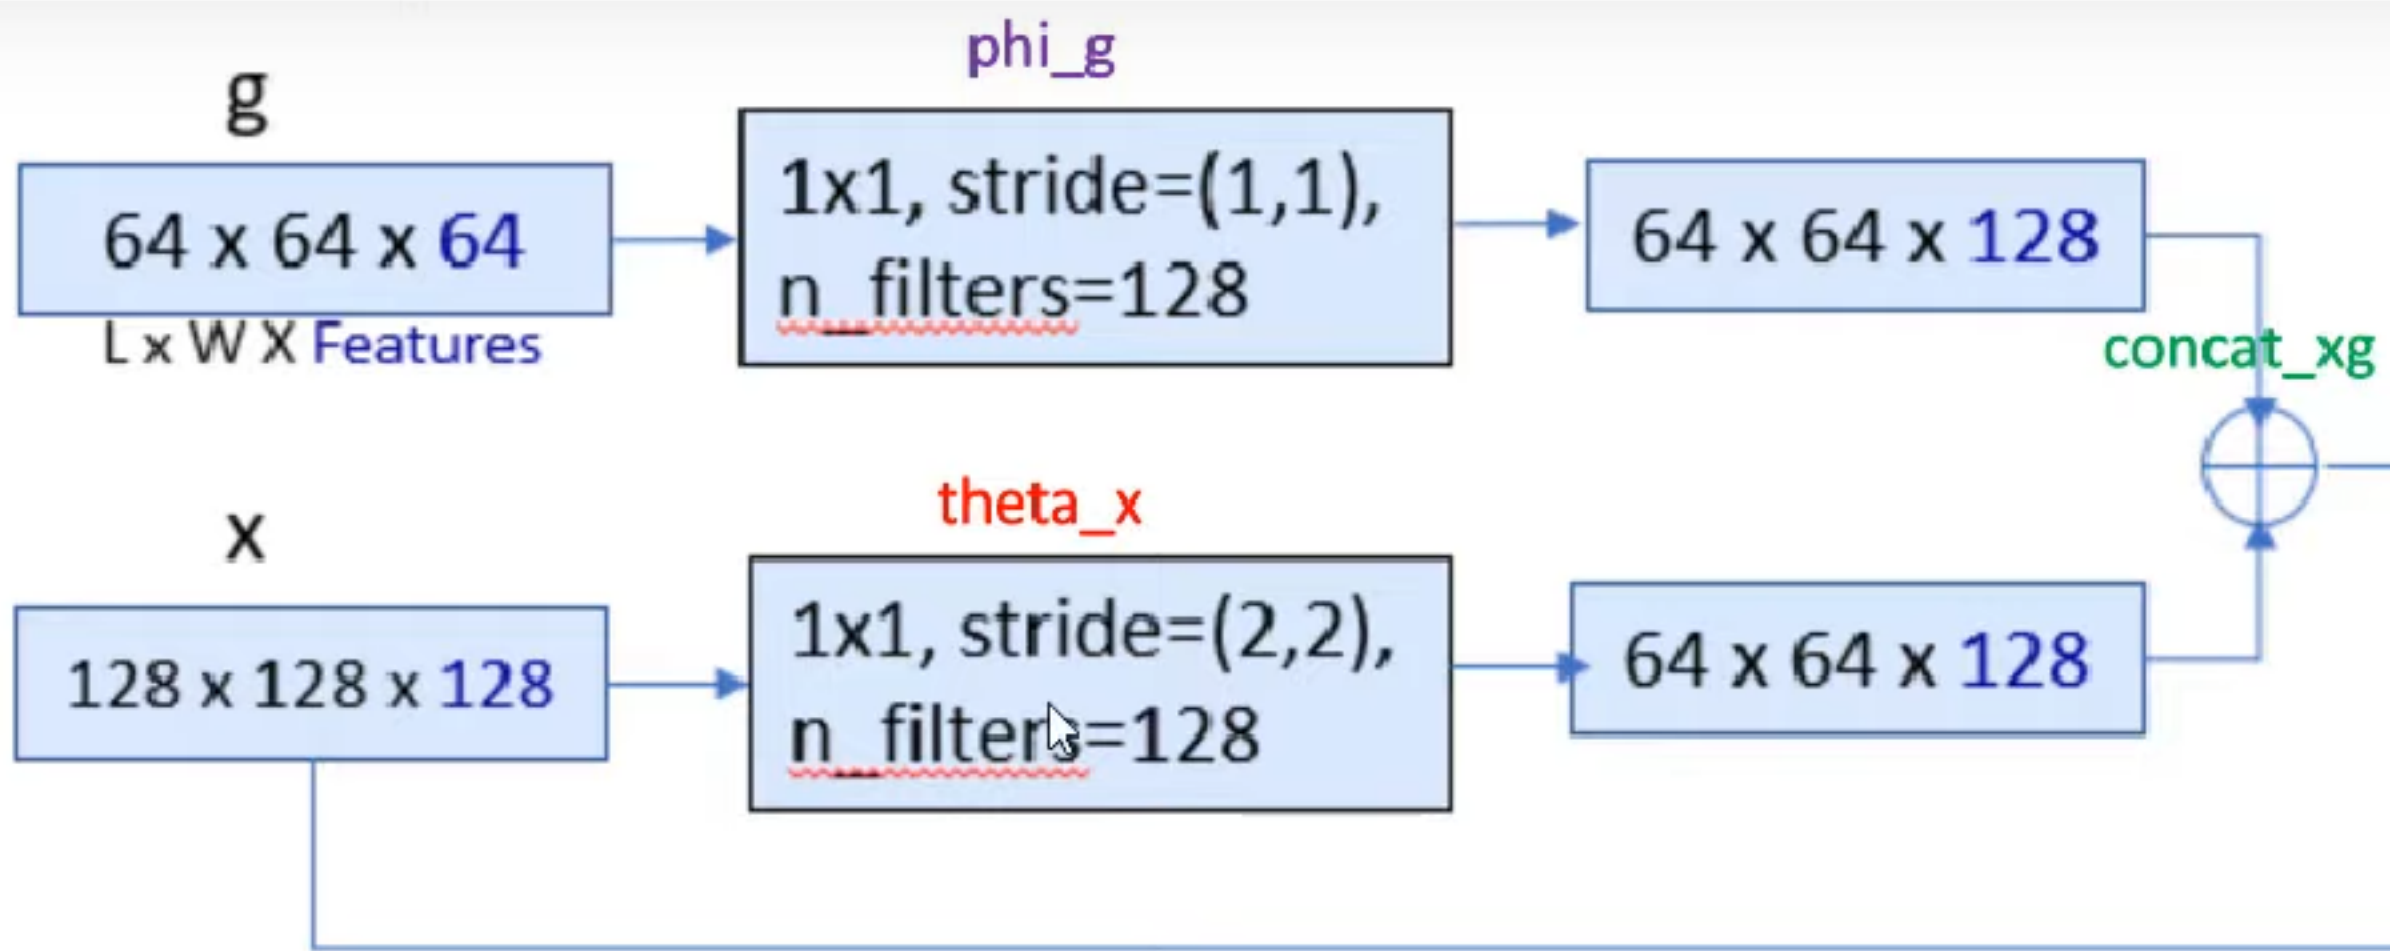 phi_g
g
1x1, stride=(1,1),
n_filters=128
64 x 64 x 64
64 x 64 x 128
L x W X Features
concat_xg
theta_x
x
1x1, stride=(2,2),
n_filters=128
128 x 128 x 128
64 x 64 x 128